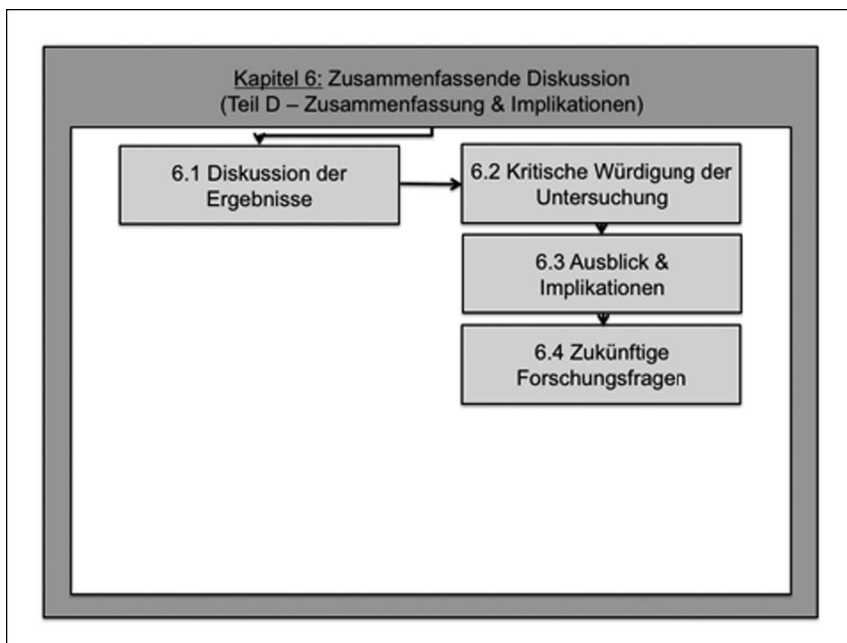 Kapitel 6: Zusammenfassende Diskussion
(Teil D – Zusammenfassung & Implikationen)
6.1 Diskussion der
Ergebnisse
6.2 Kritische Würdigung der
Untersuchung
6.3 Ausblick &
Implikationen
6.4 Zukünftige
Forschungsfragen